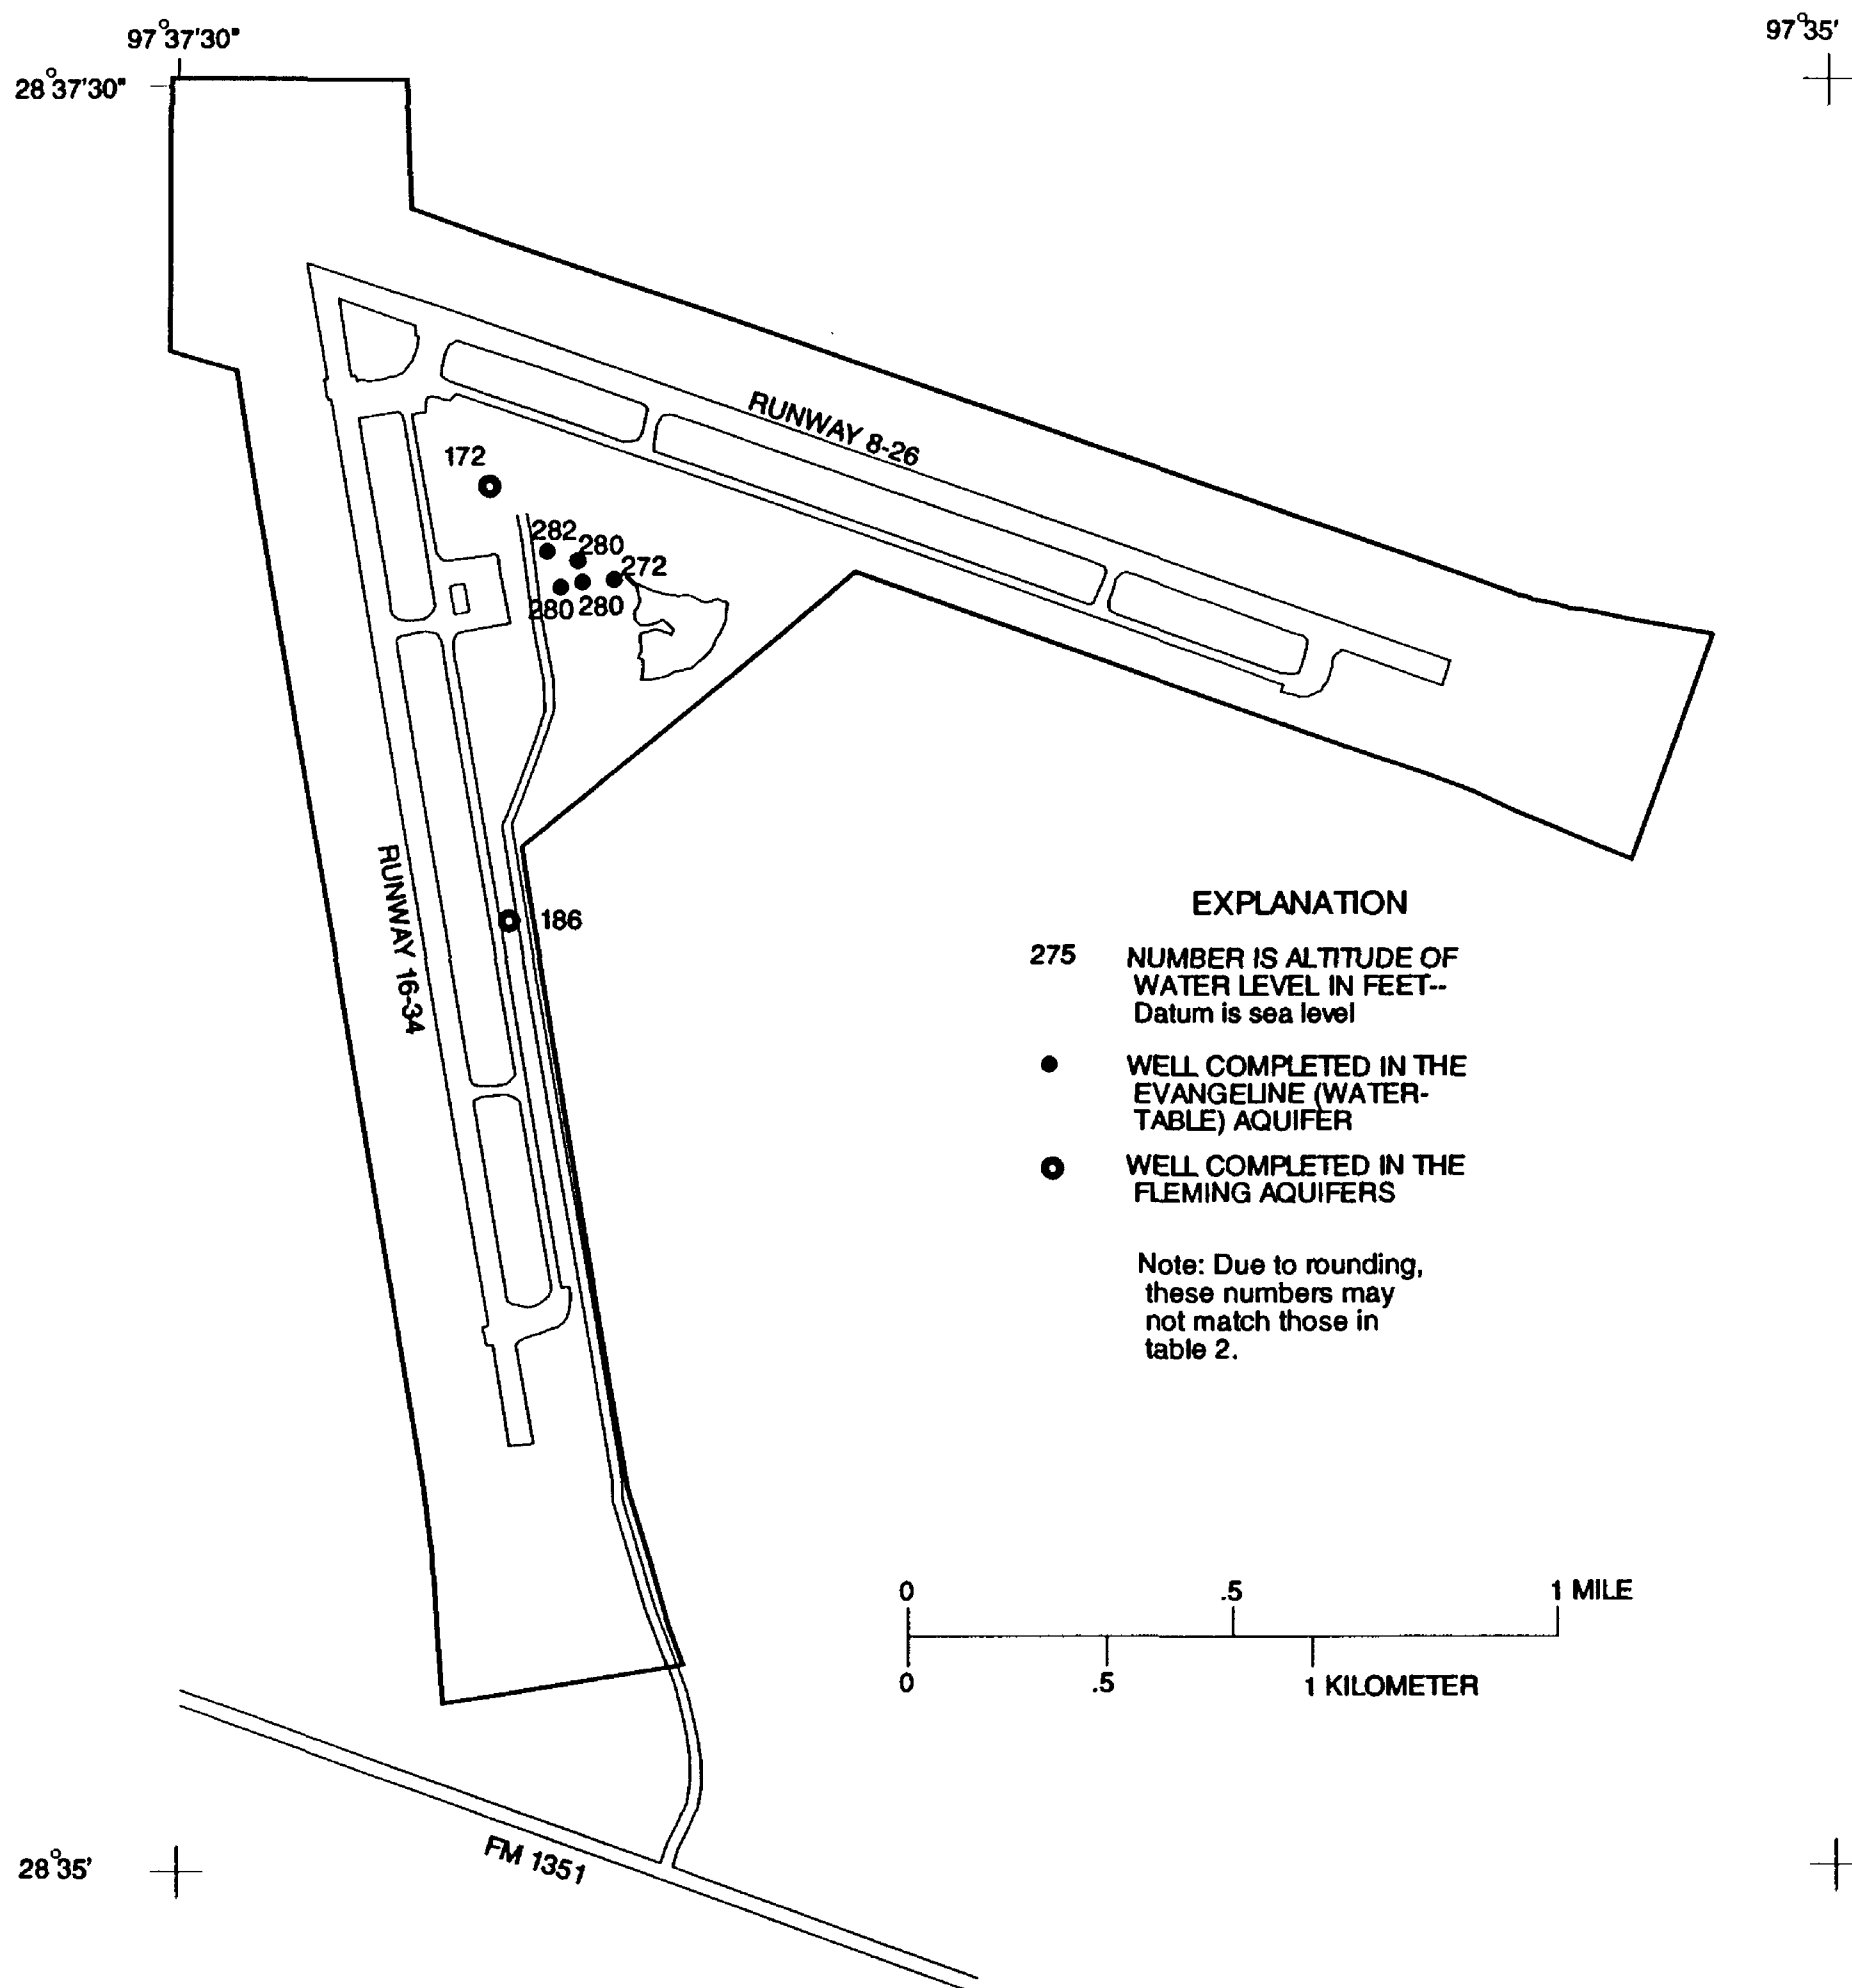 97°37'30"
97°35'
28°37'30"
RUNWAY 8-26
172
282
280
272
280
280
RUNWAY 16-34
186
EXPLANATION
275 NUMBER IS ALTITUDE OF
WATER LEVEL IN FEET--
Datum is sea level
WELL COMPLETED IN THE
EVANGELINE (WATER-
TABLE) AQUIFER
WELL COMPLETED IN THE
FLEMING AQUIFERS
Note: Due to rounding,
these numbers may
not match those in
table 2.
0 .5 1 MILE
0 .5 1 KILOMETER
28°35'
FM 1351